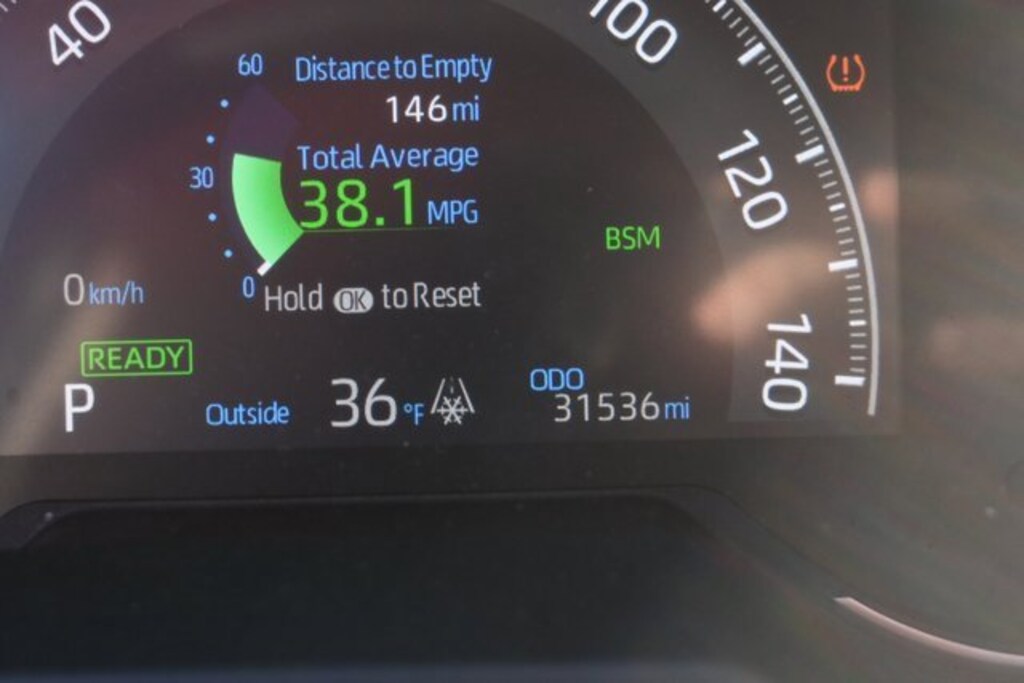 40
100
120
140
60
30
0
Distance to Empty
146 mi
Total Average
38.1 MPG
Hold OK to Reset
BSM
0 km/h
READY
P
Outside 36 °F
ODO
31536 mi